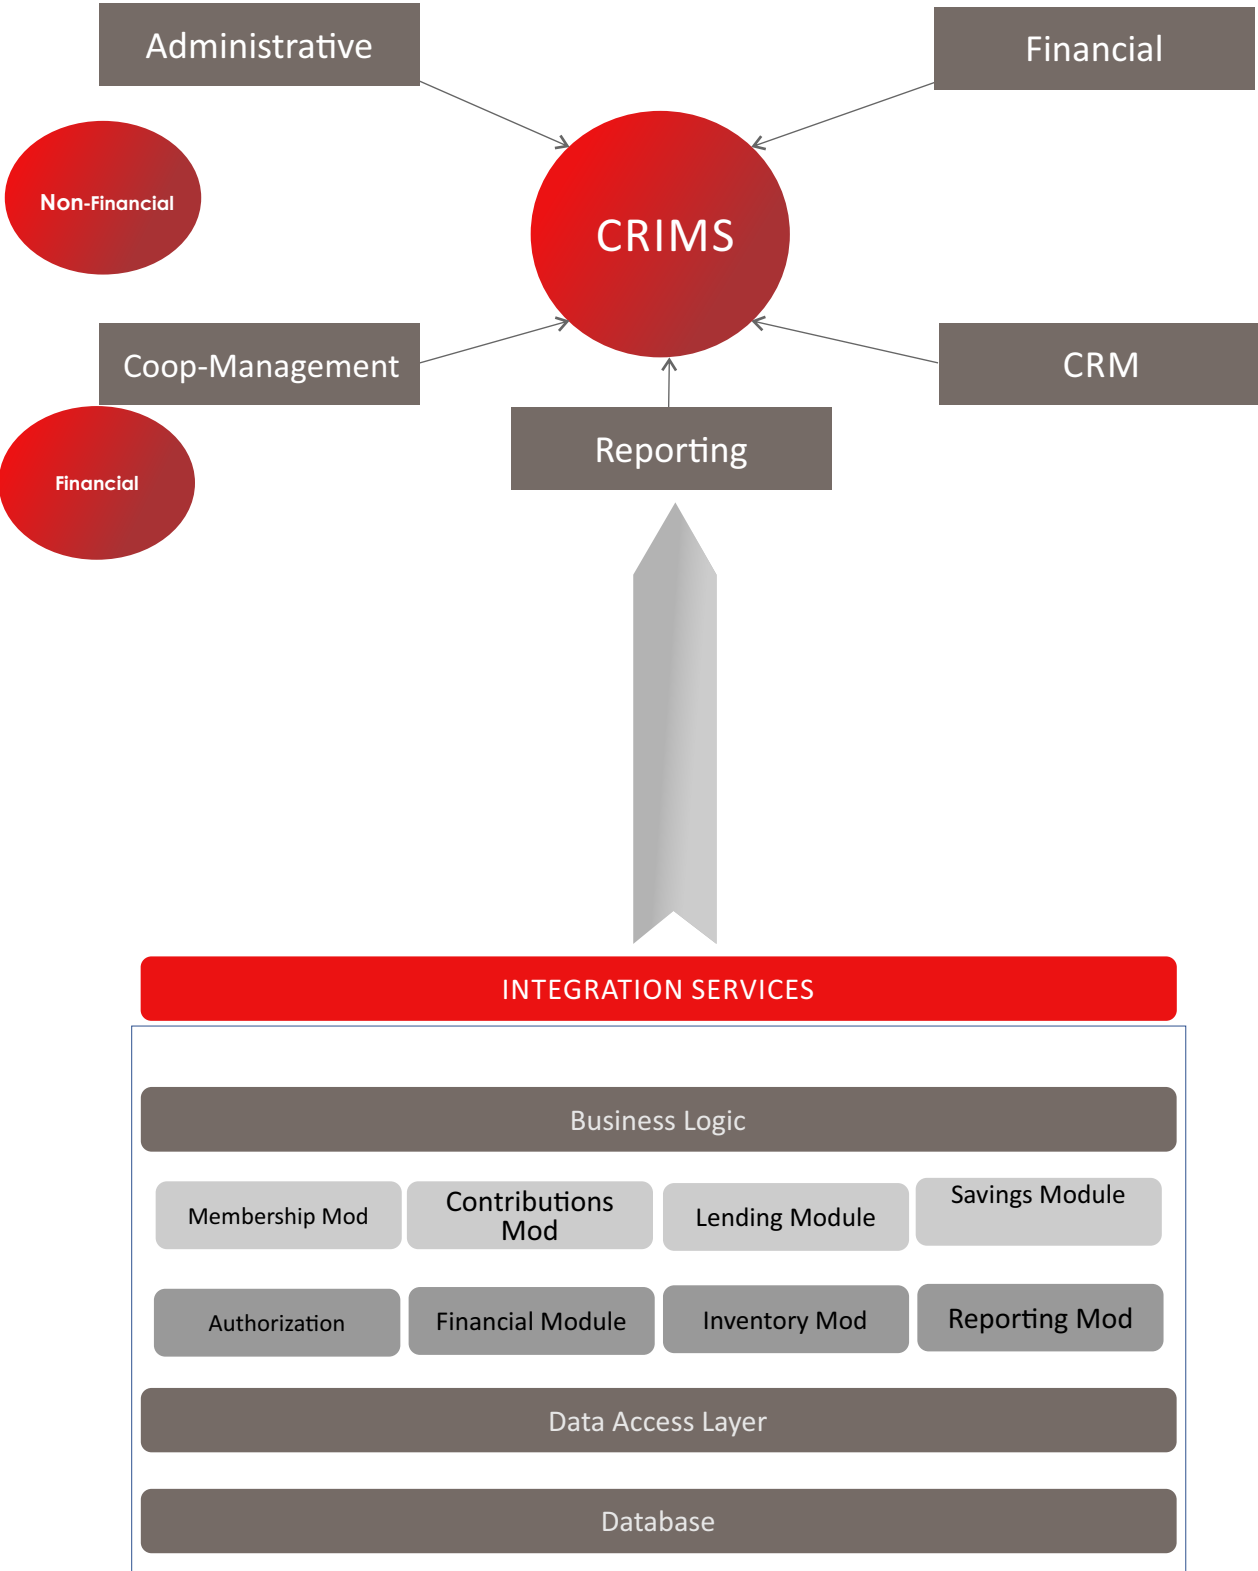 Administrative
Financial
Non-Financial
CRIMS
Coop-Management
CRM
Reporting
Financial
INTEGRATION SERVICES
Business Logic
Membership Mod
Contributions
Mod
Lending Module
Savings Module
Authorization
Financial Module
Inventory Mod
Reporting Mod
Data Access Layer
Database